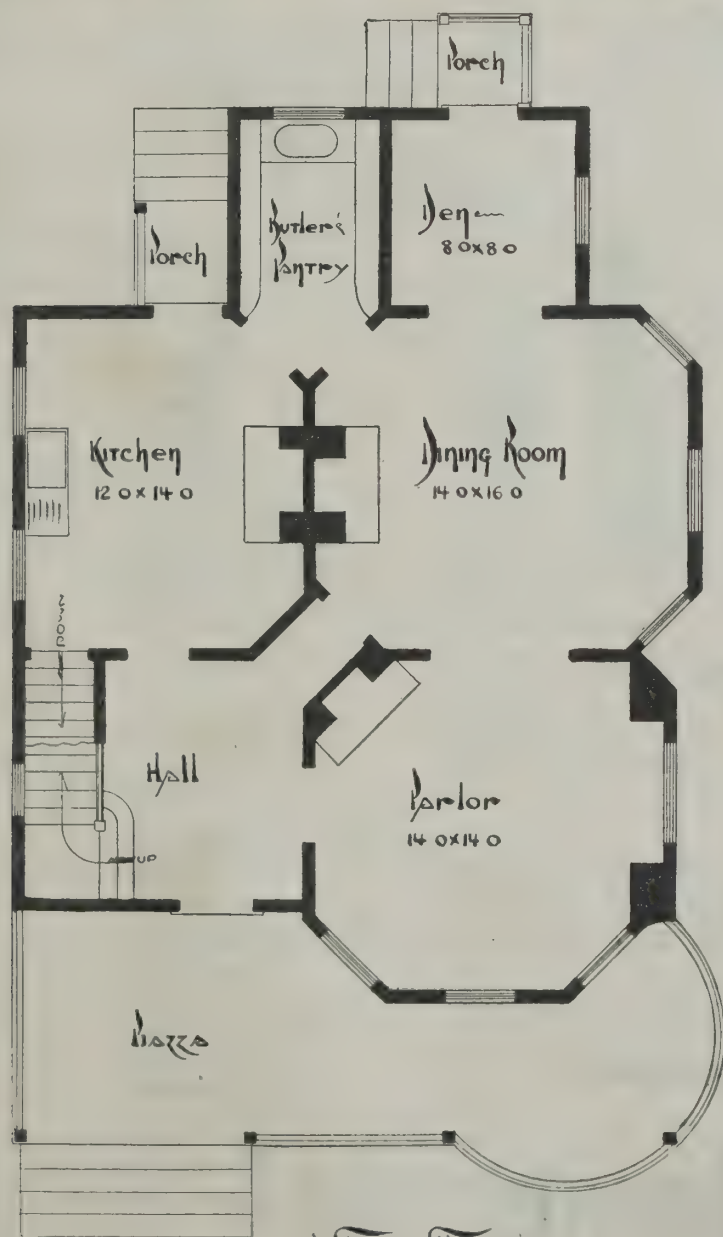 Porch
Porch
Butler's
Pantry
Den
8 0 x 8 0
Kitchen
12 0 x 14 0
Dining Room
14 0 x 16 0
Hall
UP
Parlor
14 0 x 14 0
Piazza